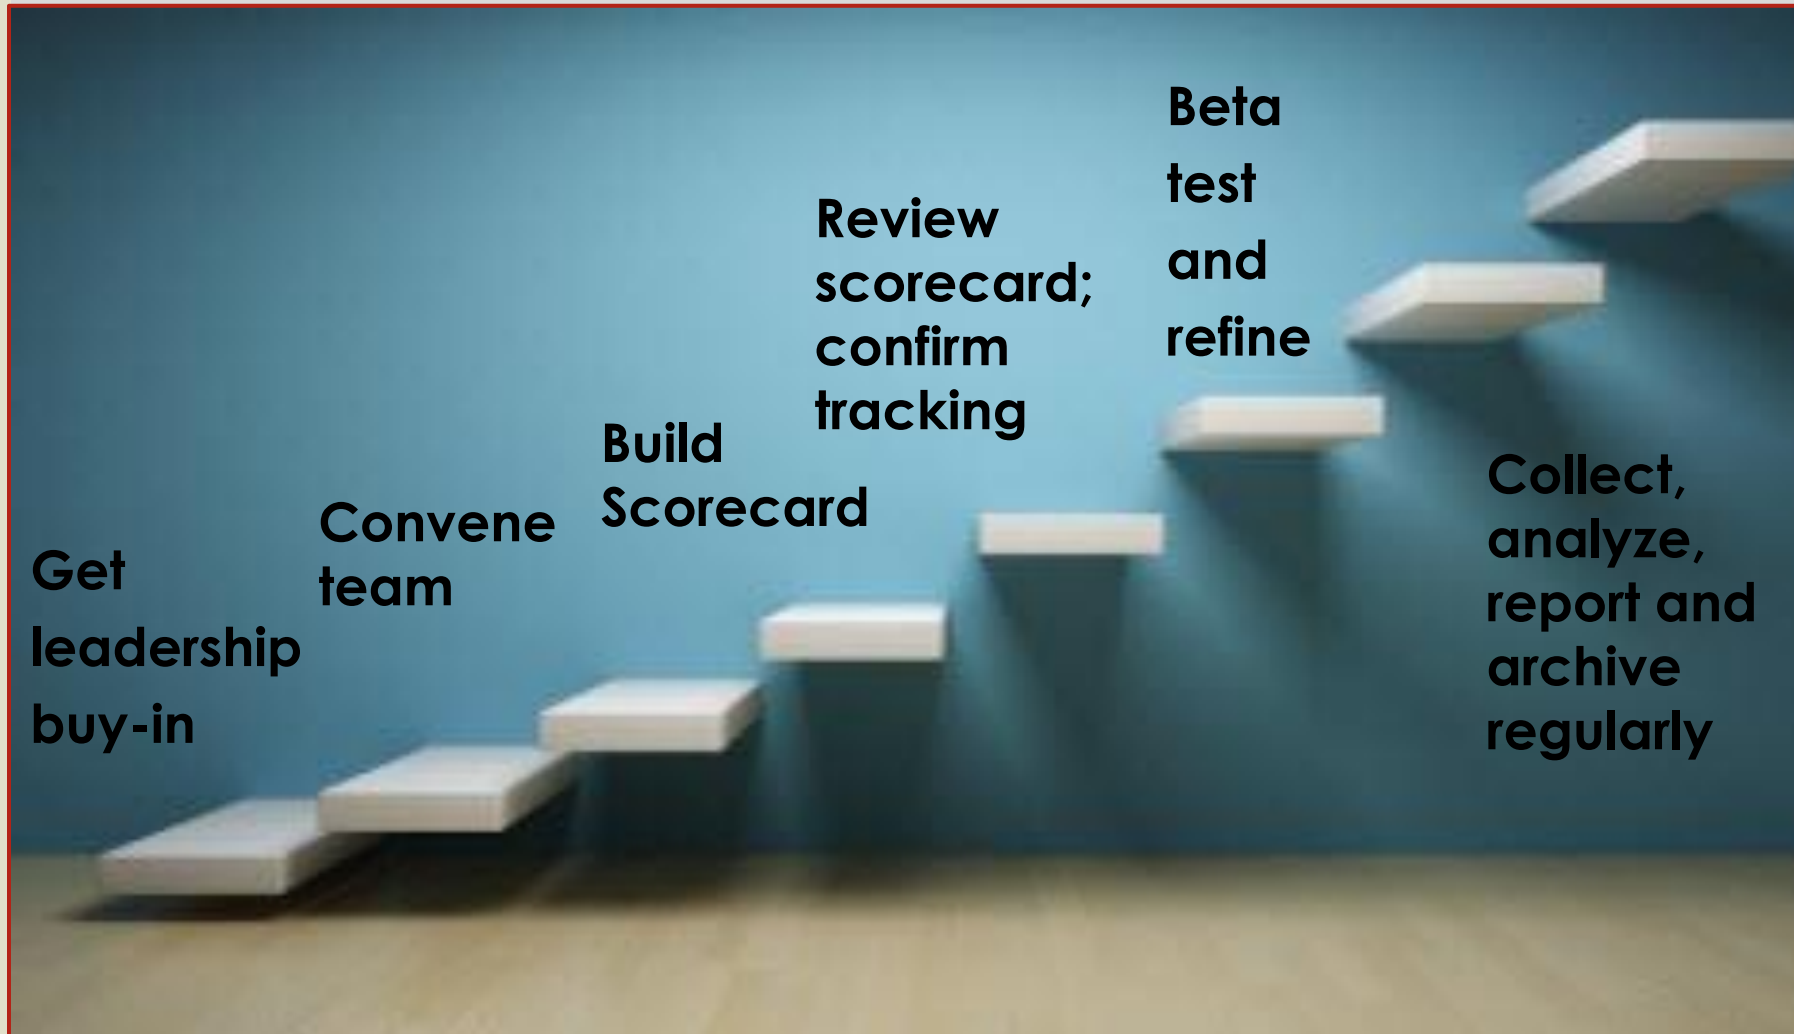 Get
leadership
buy-in
Convene
team
Build
Scorecard
Review
scorecard;
confirm
tracking
Beta
test
and
refine
Collect,
analyze,
report and
archive
regularly